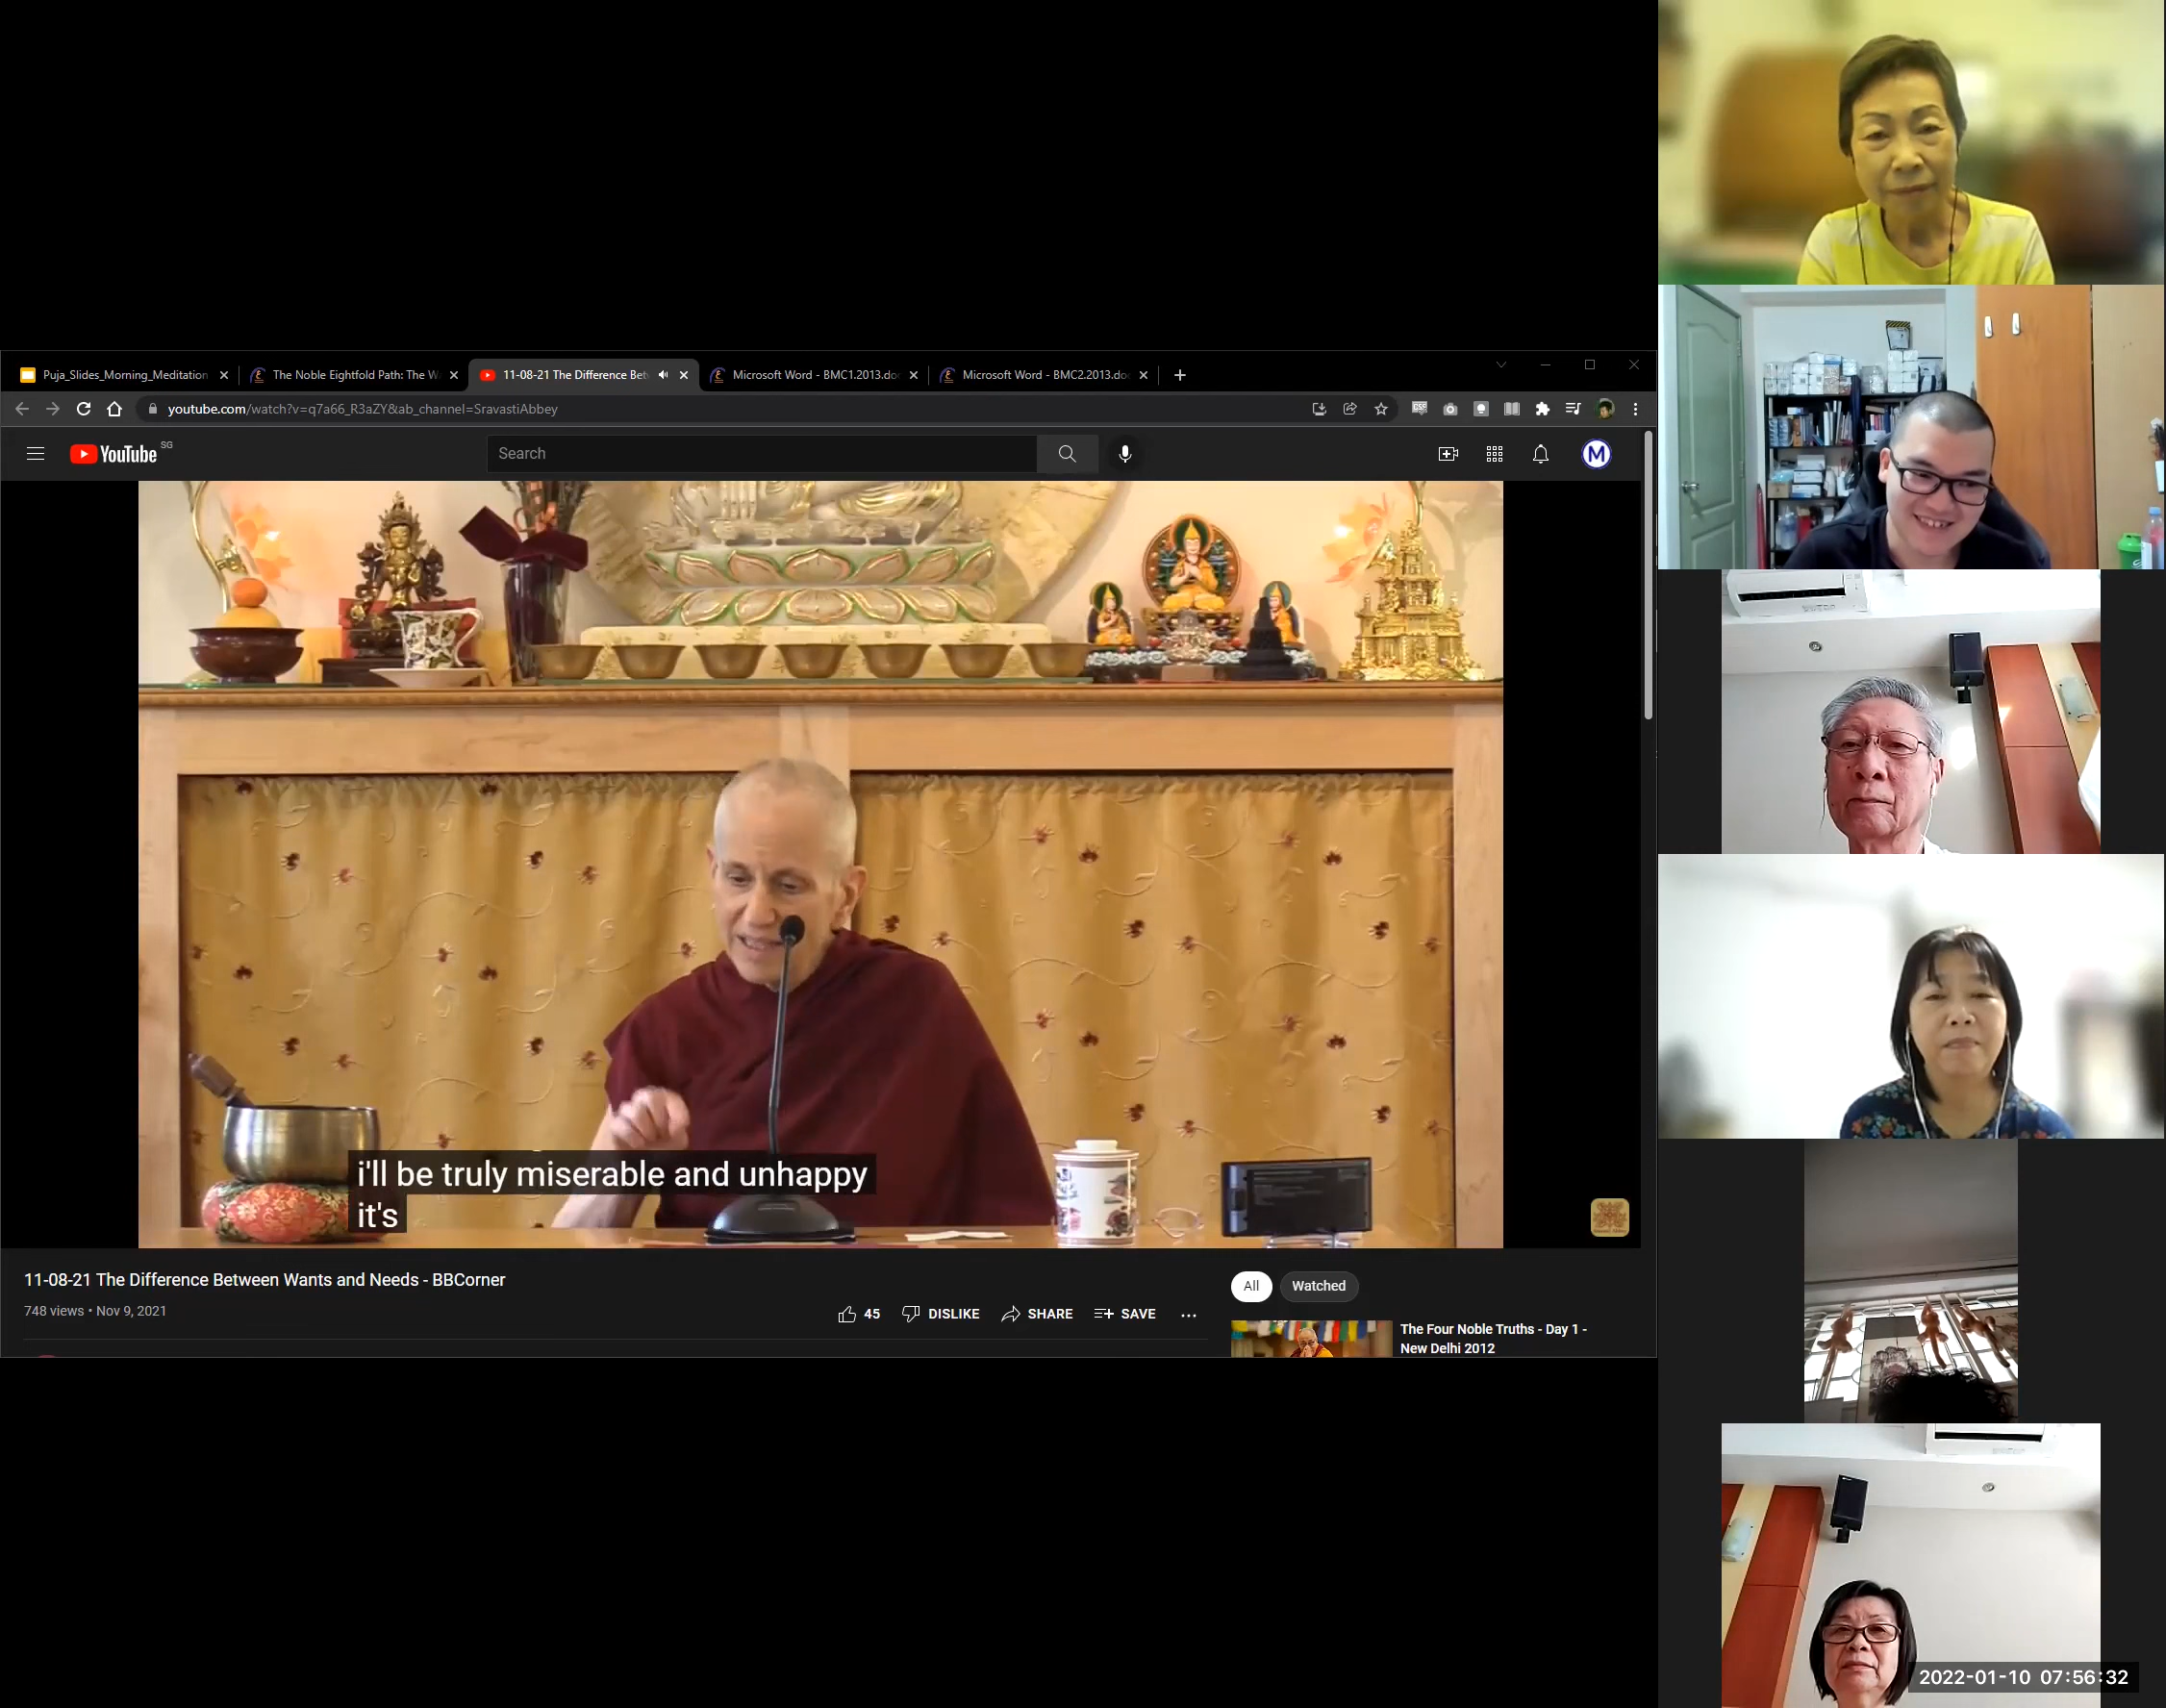 Puja_Slides_Morning_Meditation
The Noble Eightfold Path: The W
11-08-21 The Difference Bet
Microsoft Word - BMC1.2013.do
Microsoft Word - BMC2.2013.do
youtube.com/watch?v=q7a66_R3aZY&ab_channel=SravastiAbbey
YouTube SG
Search
M
i'll be truly miserable and unhappy
it's
11-08-21 The Difference Between Wants and Needs - BBCorner
748 views • Nov 9, 2021
45 DISLIKE SHARE SAVE
All Watched
The Four Noble Truths - Day 1 -
New Delhi 2012
2022-01-10 07:56:32